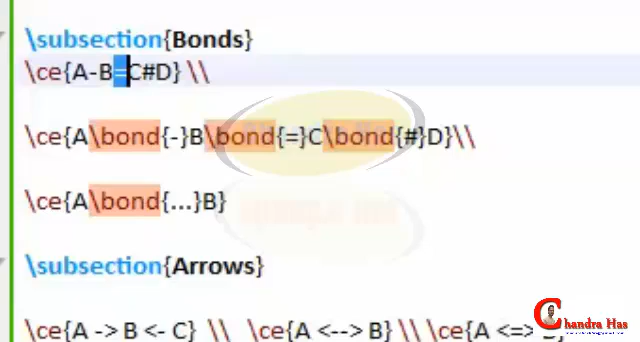 \subsection{Bonds}
\ce{A-B=C#D} \\
\ce{A\bond{-}B\bond{=}C\bond{#}D}\\
\ce{A\bond{...}B}
\subsection{Arrows}
\ce{A -> B <- C} \\ \ce{A <--> B} \\ \ce{A <=> B}
Chandra Has